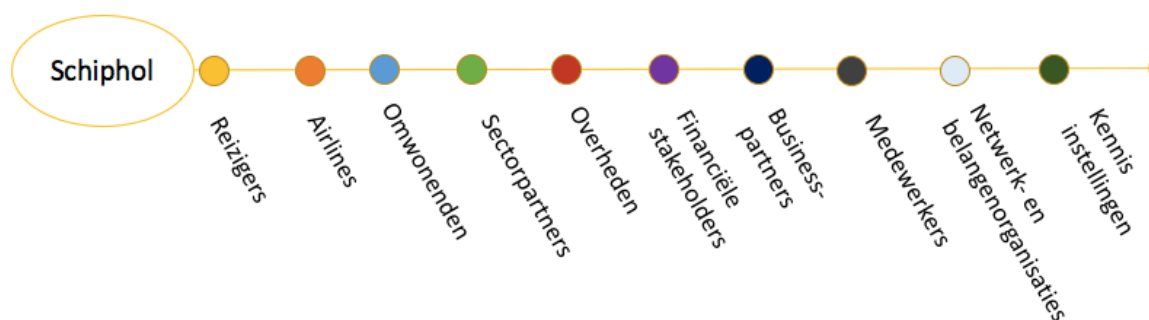 Schiphol
Reizigers
Airlines
Omwonenden
Sectorpartners
Overheden
Financiële
stakeholders
Business-
partners
Medewerkers
Netwerk- en
belangenorganisaties
Kennis
instellingen